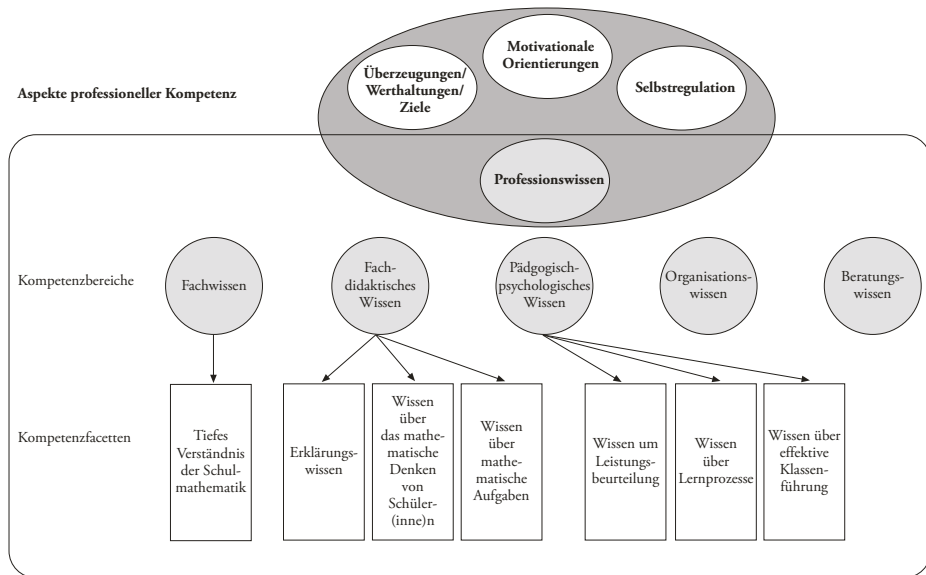 Motivationale
Orientierungen
Überzeugungen/
Werthaltungen/
Ziele
Selbstregulation
Aspekte professioneller Kompetenz
Professionswissen
Kompetenzbereiche
Fachwissen
Fach-
didaktisches
Wissen
Pädgogisch-
psychologisches
Wissen
Organisations-
wissen
Beratungs-
wissen
Kompetenzfacetten
Tiefes
Verständnis
der Schul-
mathematik
Erklärungs-
wissen
Wissen
über
das mathe-
matische
Denken
von
Schüler-
(inne)n
Wissen
über
mathe-
matische
Aufgaben
Wissen um
Leistungs-
beurteilung
Wissen
über
Lernprozesse
Wissen über
effektive
Klassen-
führung